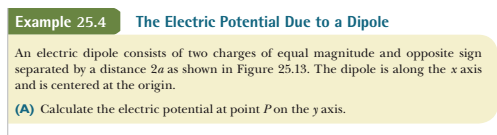 Example 25.4 The Electric Potential Due to a Dipole
An electric dipole consists of two charges of equal magnitude and opposite sign
separated by a distance 2a as shown in Figure 25.13. The dipole is along the x axis
and is centered at the origin.
(A) Calculate the electric potential at point P on the y axis.